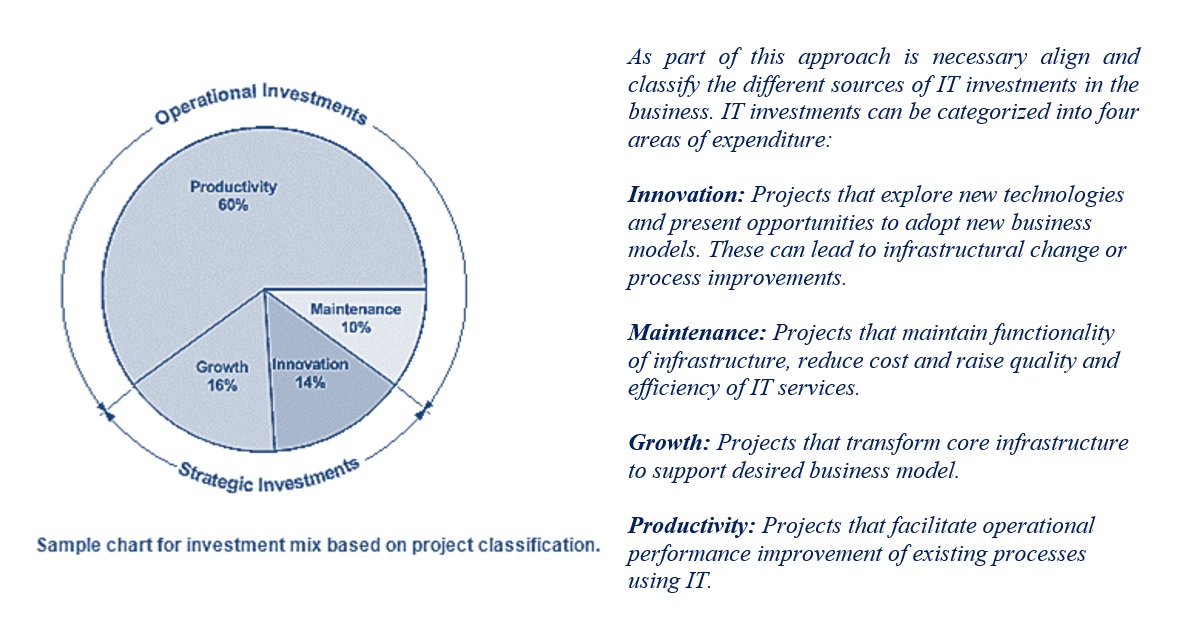 Operational Investments
Productivity
60%
Maintenance
10%
Growth
16%
Innovation
14%
Strategic Investments
Sample chart for investment mix based on project classification.
As part of this approach is necessary align and
classify the different sources of IT investments in the
business. IT investments can be categorized into four
areas of expenditure:
Innovation: Projects that explore new technologies
and present opportunities to adopt new business
models. These can lead to infrastructural change or
process improvements.
Maintenance: Projects that maintain functionality
of infrastructure, reduce cost and raise quality and
efficiency of IT services.
Growth: Projects that transform core infrastructure
to support desired business model.
Productivity: Projects that facilitate operational
performance improvement of existing processes
using IT.